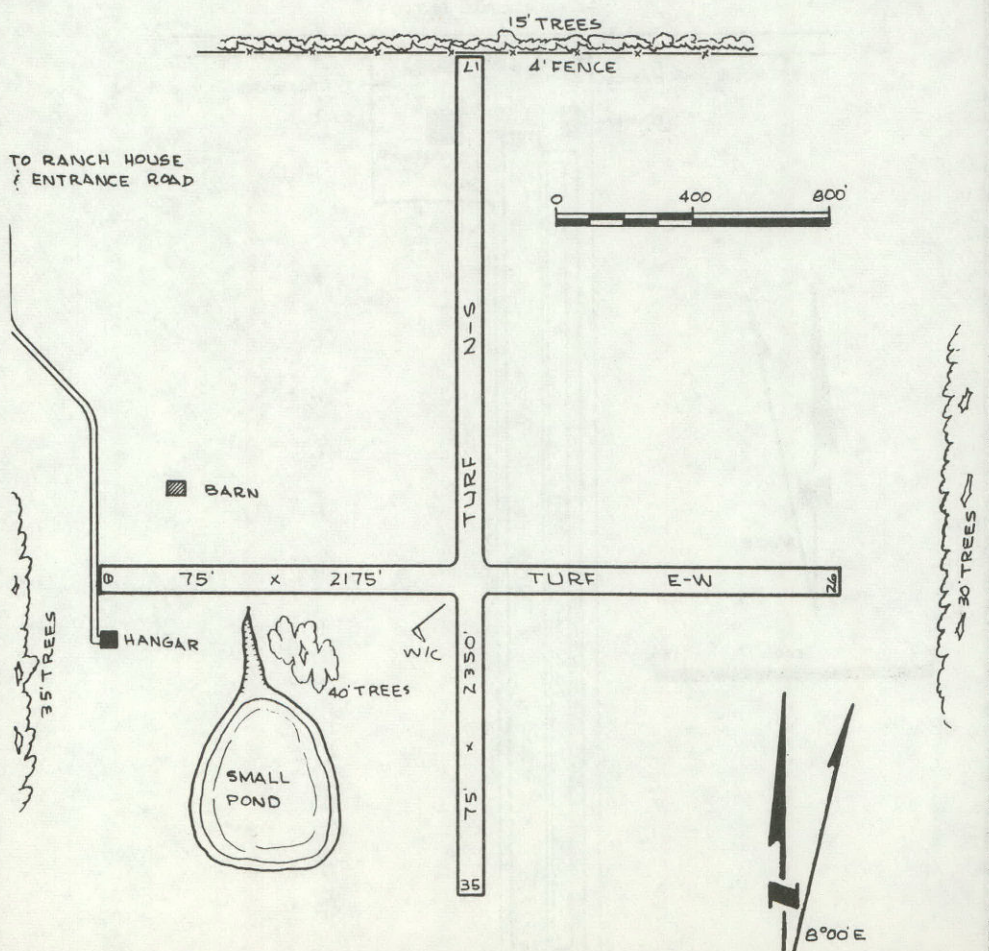 15' TREES
17
4' FENCE
TO RANCH HOUSE
& ENTRANCE ROAD
0 400 800'
TURF N-S
BARN
8 75' x 2175' TURF E-W 26
30' TREES
HANGAR
35' TREES
W/C
40' TREES
75' x 2350'
SMALL
POND
35
N
8°00'E